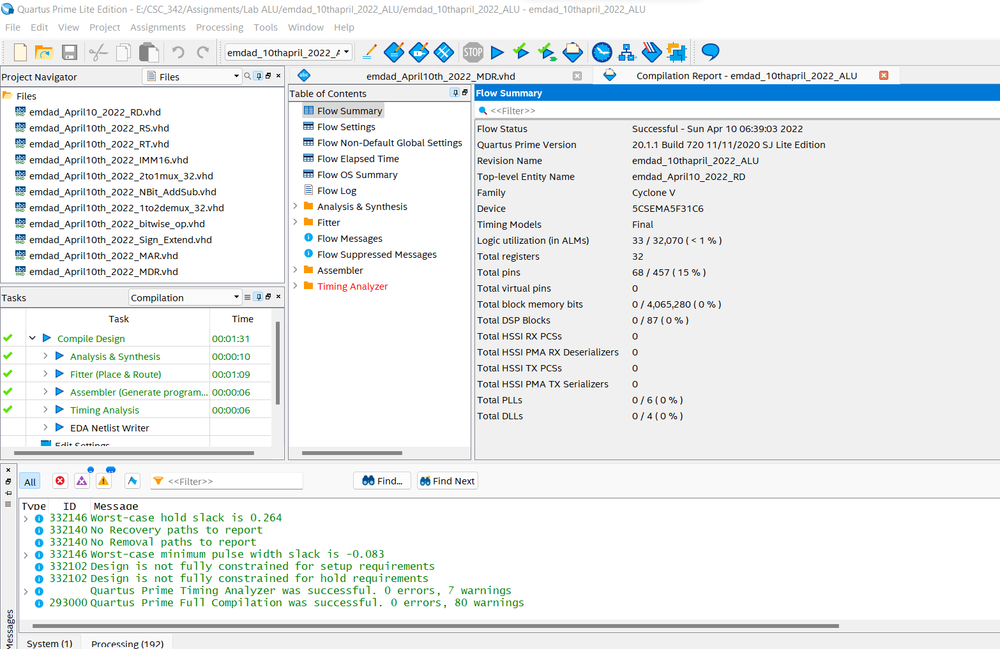 Quartus Prime Lite Edition - E:/CSC_342/Assignments/Lab ALU/emdad_10thapril_2022_ALU/emdad_10thapril_2022_ALU - emdad_10thapril_2022_ALU
File Edit View Project Assignments Processing Tools Window Help
emdad_10thapril_2022_A
STOP
Project Navigator
Files
Files
emdad_April10_2022_RD.vhd
emdad_April10th_2022_RS.vhd
emdad_April10th_2022_RT.vhd
emdad_April10th_2022_IMM16.vhd
emdad_April10th_2022_2to1mux_32.vhd
emdad_April10th_2022_NBit_AddSub.vhd
emdad_April10th_2022_1to2demux_32.vhd
emdad_April10th_2022_bitwise_op.vhd
emdad_April10th_2022_Sign_Extend.vhd
emdad_April10th_2022_MAR.vhd
emdad_April10th_2022_MDR.vhd
Tasks
Compilation
Task Time
Compile Design 00:01:31
Analysis & Synthesis 00:00:10
Fitter (Place & Route) 00:01:09
Assembler (Generate program... 00:00:06
Timing Analysis 00:00:06
EDA Netlist Writer
Edit Settings
emdad_April10th_2022_MDR.vhd
Compilation Report - emdad_10thapril_2022_ALU
Table of Contents
Flow Summary
Flow Settings
Flow Non-Default Global Settings
Flow Elapsed Time
Flow OS Summary
Flow Log
Analysis & Synthesis
Fitter
Flow Messages
Flow Suppressed Messages
Assembler
Timing Analyzer
Flow Summary
<<Filter>>
Flow Status Successful - Sun Apr 10 06:39:03 2022
Quartus Prime Version 20.1.1 Build 720 11/11/2020 SJ Lite Edition
Revision Name emdad_10thapril_2022_ALU
Top-level Entity Name emdad_April10_2022_RD
Family Cyclone V
Device 5CSEMA5F31C6
Timing Models Final
Logic utilization (in ALMs) 33 / 32,070 ( < 1 % )
Total registers 32
Total pins 68 / 457 ( 15 % )
Total virtual pins 0
Total block memory bits 0 / 4,065,280 ( 0 % )
Total DSP Blocks 0 / 87 ( 0 % )
Total HSSI RX PCSs 0
Total HSSI PMA RX Deserializers 0
Total HSSI TX PCSs 0
Total HSSI PMA TX Serializers 0
Total PLLs 0 / 6 ( 0 % )
Total DLLs 0 / 4 ( 0 % )
All
<<Filter>>
Find...
Find Next
Type ID Message
332146 Worst-case hold slack is 0.264
332140 No Recovery paths to report
332140 No Removal paths to report
332146 Worst-case minimum pulse width slack is -0.083
332102 Design is not fully constrained for setup requirements
332102 Design is not fully constrained for hold requirements
Quartus Prime Timing Analyzer was successful. 0 errors, 7 warnings
293000 Quartus Prime Full Compilation was successful. 0 errors, 80 warnings
Messages
System (1)
Processing (192)